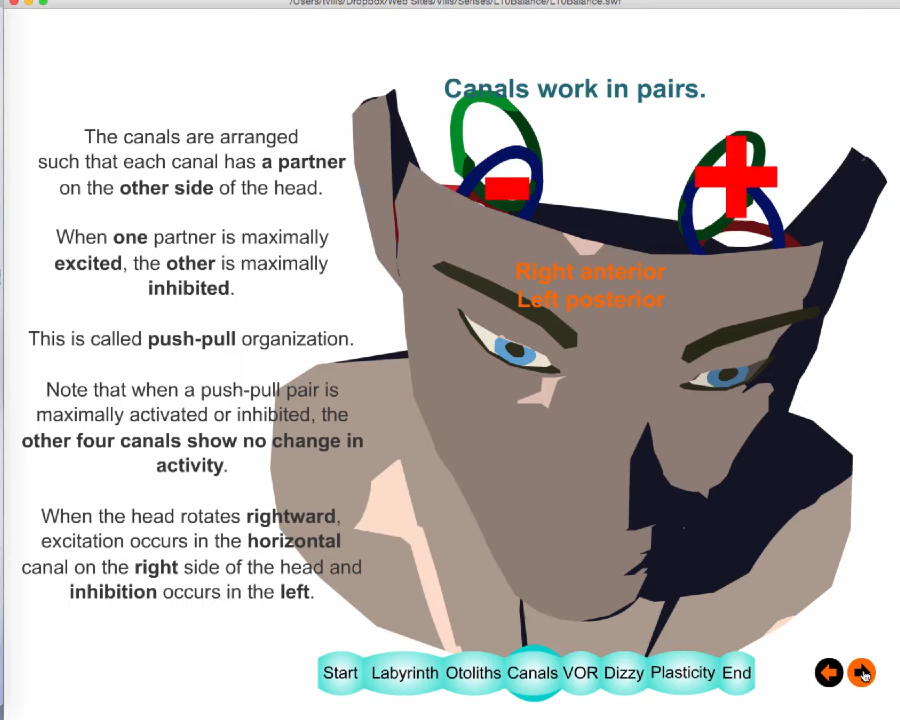 /Users/tvilis/Dropbox/Web Sites/Vilis/Senses/L10Balance/L10Balance.swf
Canals work in pairs.
The canals are arranged
such that each canal has a partner
on the other side of the head.
When one partner is maximally
excited, the other is maximally
inhibited.
This is called push-pull organization.
Note that when a push-pull pair is
maximally activated or inhibited, the
other four canals show no change in
activity.
When the head rotates rightward,
excitation occurs in the horizontal
canal on the right side of the head and
inhibition occurs in the left.
Right anterior
Left posterior
Start Labyrinth Otoliths Canals VOR Dizzy Plasticity End